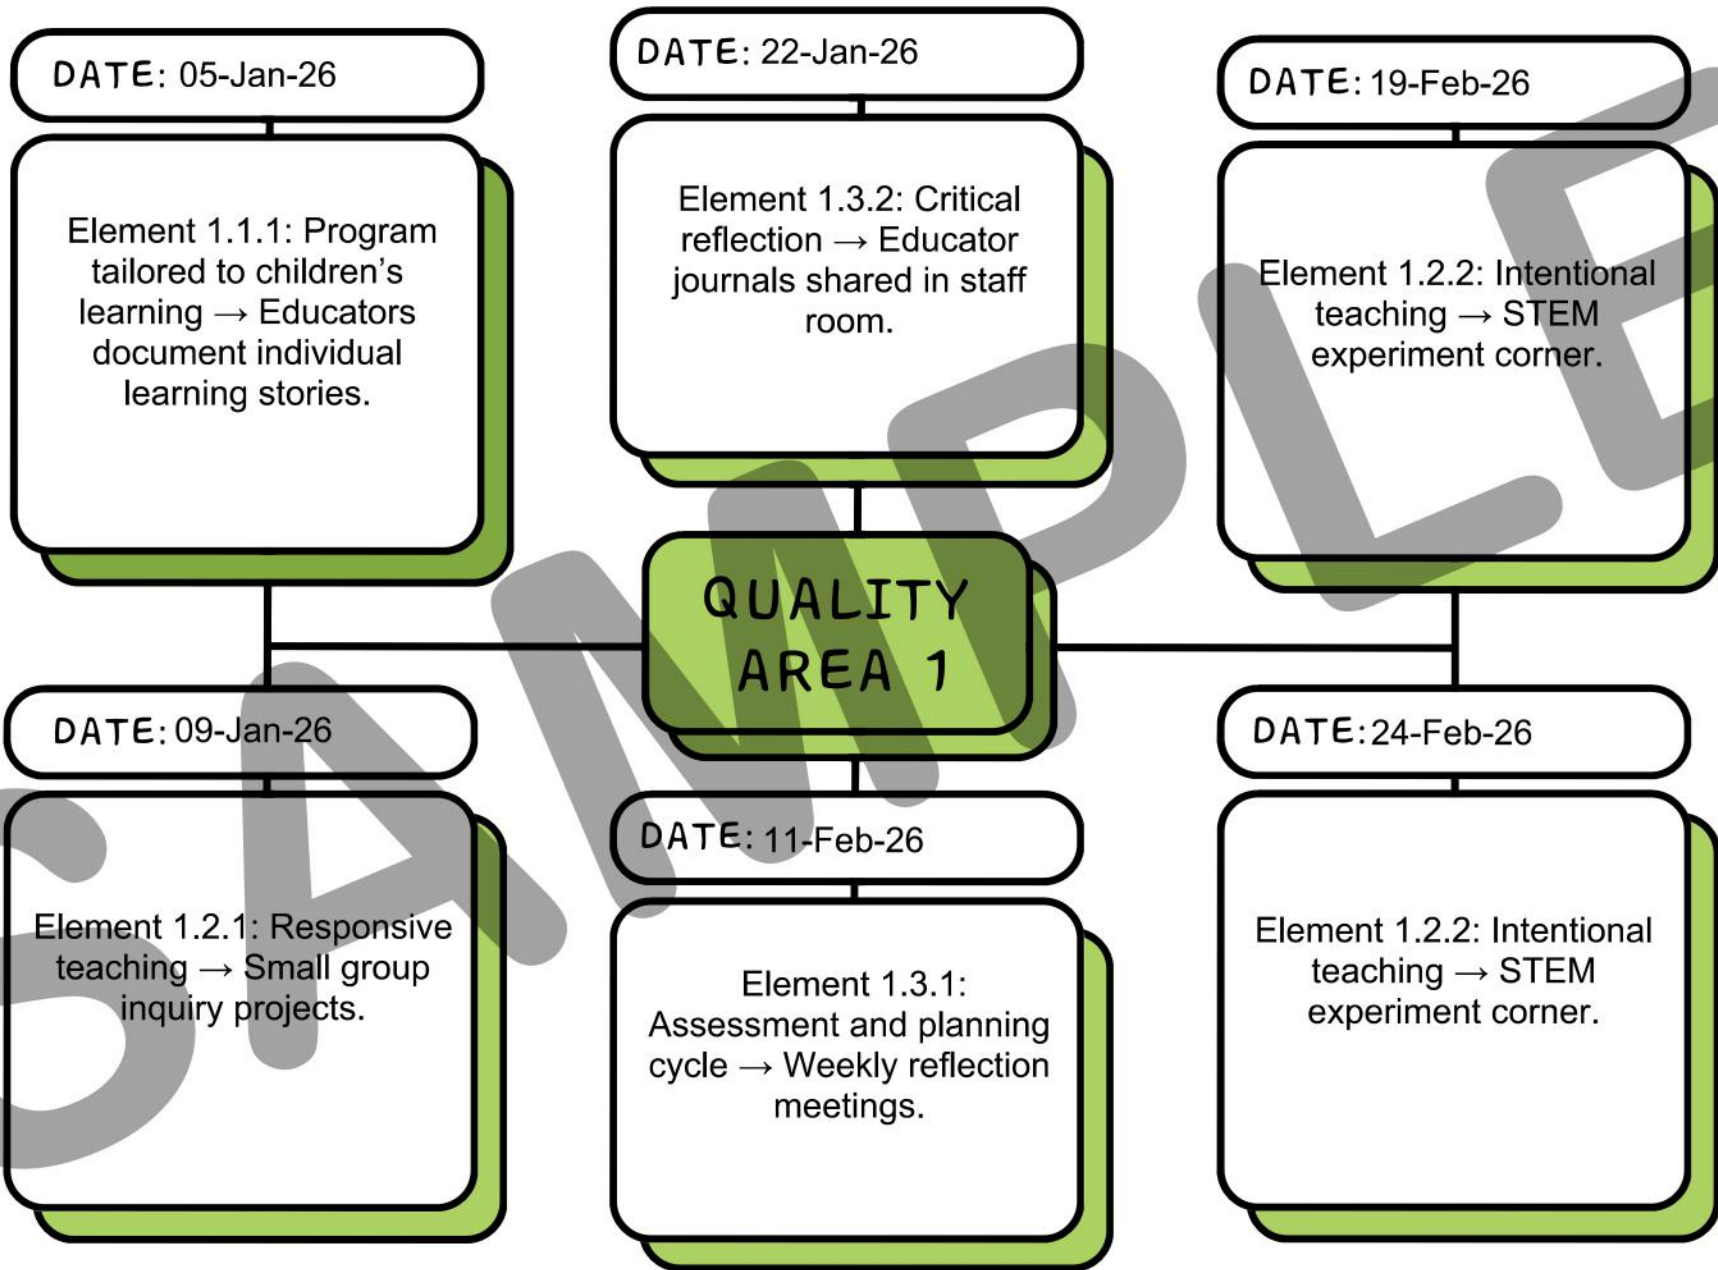 DATE: 05-Jan-26
Element 1.1.1: Program
tailored to children’s
learning → Educators
document individual
learning stories.
DATE: 22-Jan-26
Element 1.3.2: Critical
reflection → Educator
journals shared in staff
room.
DATE: 19-Feb-26
Element 1.2.2: Intentional
teaching → STEM
experiment corner.
QUALITY
AREA 1
DATE: 09-Jan-26
Element 1.2.1: Responsive
teaching → Small group
inquiry projects.
DATE: 11-Feb-26
Element 1.3.1:
Assessment and planning
cycle → Weekly reflection
meetings.
DATE: 24-Feb-26
Element 1.2.2: Intentional
teaching → STEM
experiment corner.
SAMPLE